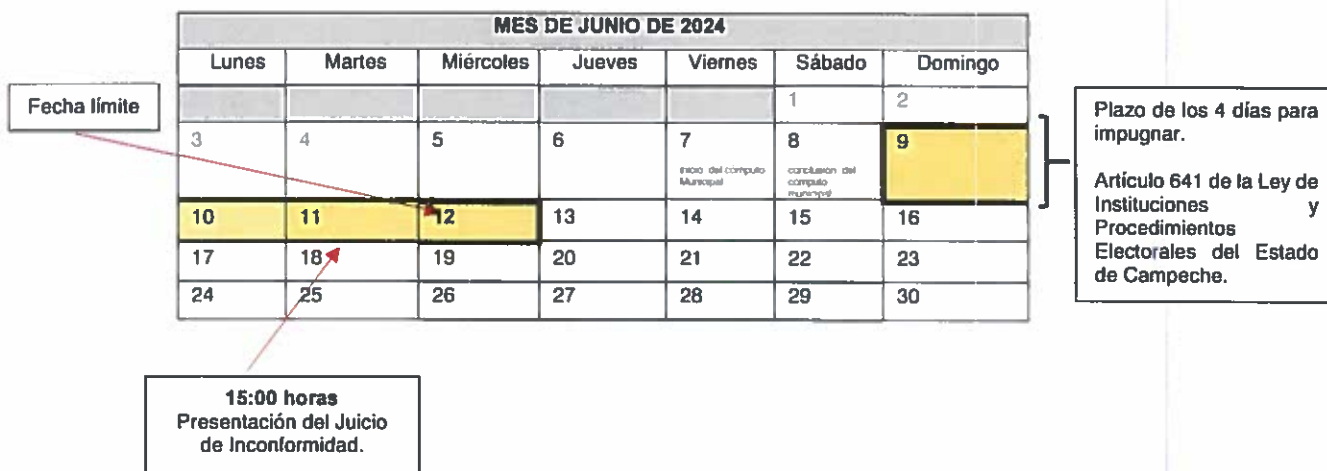 MES DE JUNIO DE 2024
Lunes Martes Miércoles Jueves Viernes Sábado Domingo
1 2
Fecha límite
3 4 5 6 7 8 9
inicio del cómputo
Municipal
conclusión del
cómputo
municipal
10 11 12 13 14 15 16
17 18 19 20 21 22 23
24 25 26 27 28 29 30
Plazo de los 4 días para
impugnar.
Artículo 641 de la Ley de
Instituciones y
Procedimientos
Electorales del Estado
de Campeche.
15:00 horas
Presentación del Juicio
de Inconformidad.